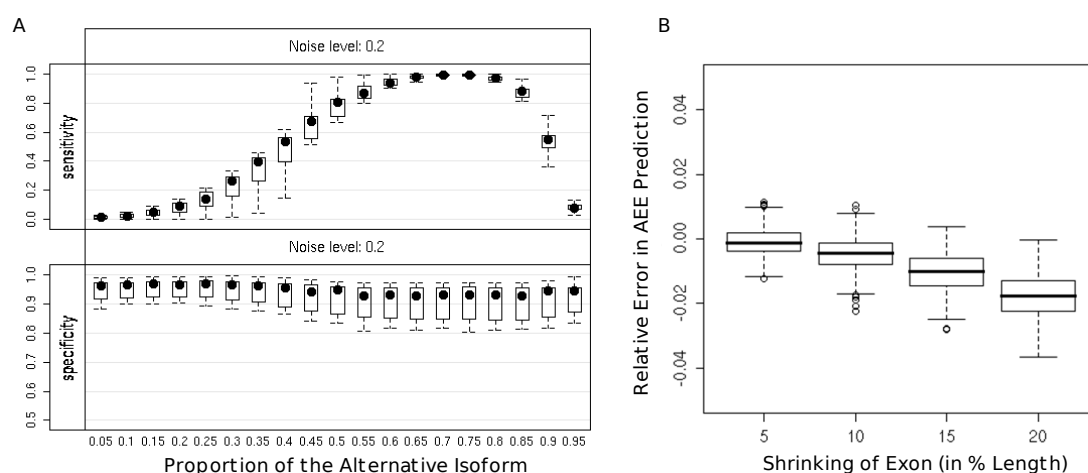 A
Noise level: 0.2
sensitivity
1.0
0.8
0.6
0.4
0.2
0.0
Noise level: 0.2
specificity
1.0
0.9
0.8
0.7
0.6
0.5
0.05 0.1 0.15 0.2 0.25 0.3 0.35 0.4 0.45 0.5 0.55 0.6 0.65 0.7 0.75 0.8 0.85 0.9 0.95
Proportion of the Alternative Isoform
B
Relative Error in AEE Prediction
0.04
0.02
0.00
-0.02
-0.04
5 10 15 20
Shrinking of Exon (in % Length)